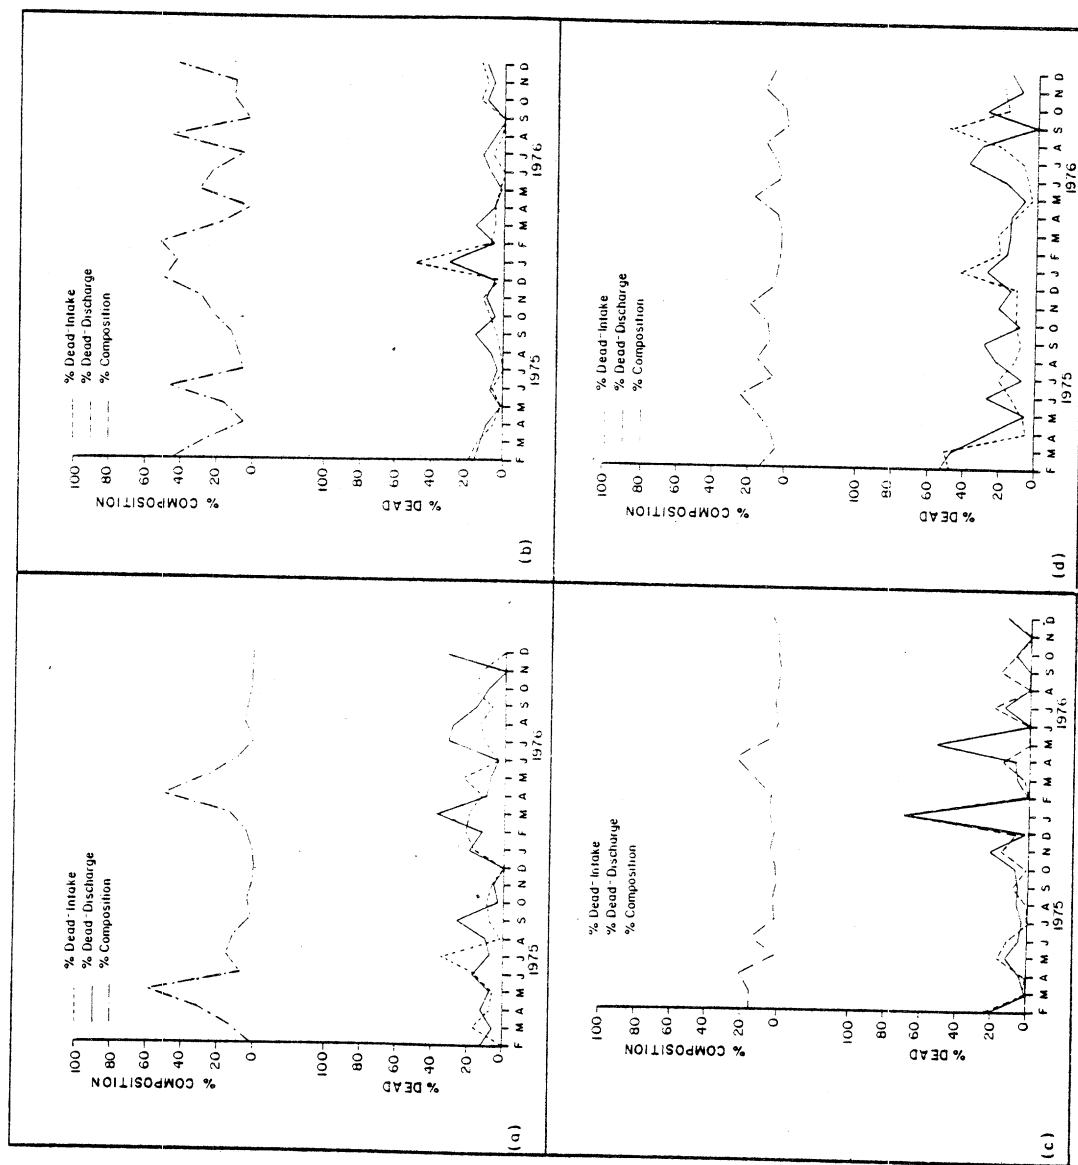 % COMPOSITION
100
80
60
40
20
0
% Dead-Intake
% Dead-Discharge
% Composition
% DEAD
100
80
60
40
20
0
F M A M J J A S O N D J F M A M J J A S O N D
1975 1976
(a)
% COMPOSITION
100
80
60
40
20
0
% Dead-Intake
% Dead-Discharge
% Composition
% DEAD
100
80
60
40
20
0
F M A M J J A S O N D J F M A M J J A S O N D
1975 1976
(b)
% COMPOSITION
100
80
60
40
20
0
% Dead-Intake
% Dead-Discharge
% Composition
% DEAD
100
80
60
40
20
0
F M A M J J A S O N D J F M A M J J A S O N D
1975 1976
(c)
% COMPOSITION
100
80
60
40
20
0
% Dead-Intake
% Dead-Discharge
% Composition
% DEAD
100
80
60
40
20
0
F M A M J J A S O N D J F M A M J J A S O N D
1975 1976
(d)